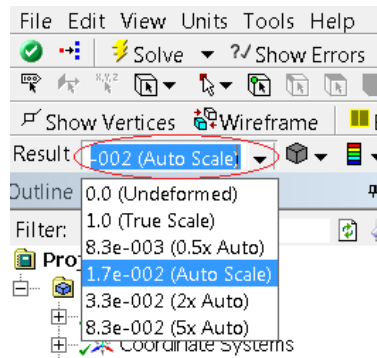 File Edit View Units Tools Help
Solve ?✓ Show Errors
Show Vertices Wireframe
Result -002 (Auto Scale)
Outline
0.0 (Undeformed)
Filter:
1.0 (True Scale)
8.3e-003 (0.5x Auto)
1.7e-002 (Auto Scale)
3.3e-002 (2x Auto)
8.3e-002 (5x Auto)
Coordinate Systems